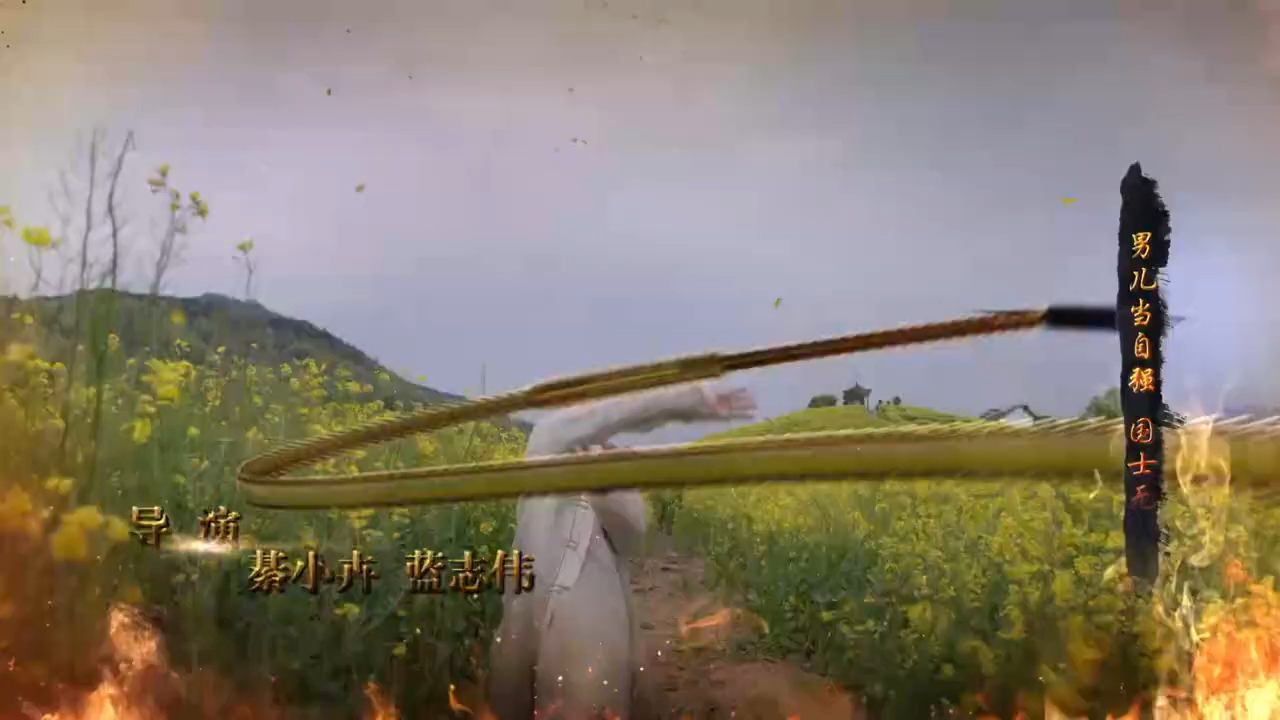 导演
綦小卉 蓝志伟
男儿当自强 国士无